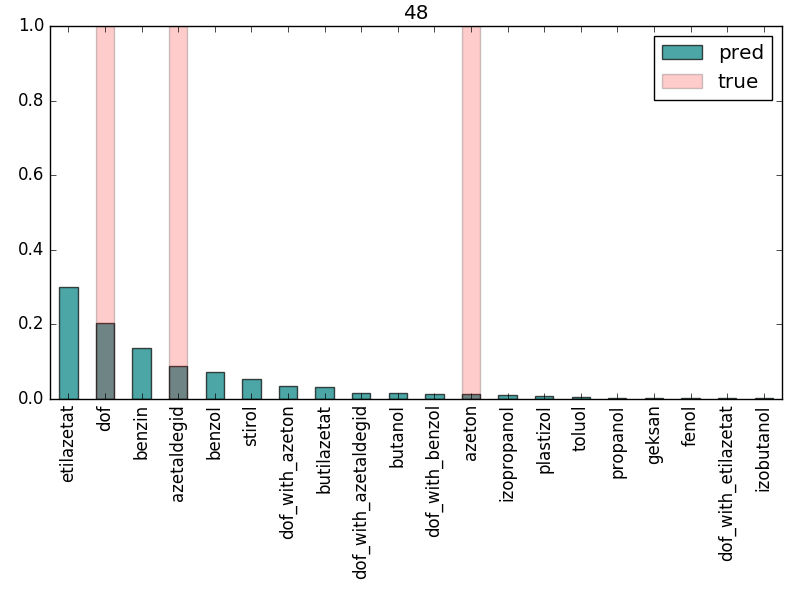 48
1.0
0.8
0.6
0.4
0.2
0.0
pred
true
etilazetat
dof
benzin
azetaldegid
benzol
stirol
dof_with_azeton
butilazetat
dof_with_azetaldegid
butanol
dof_with_benzol
azeton
izopropanol
plastizol
toluol
propanol
geksan
fenol
dof_with_etilazetat
izobutanol